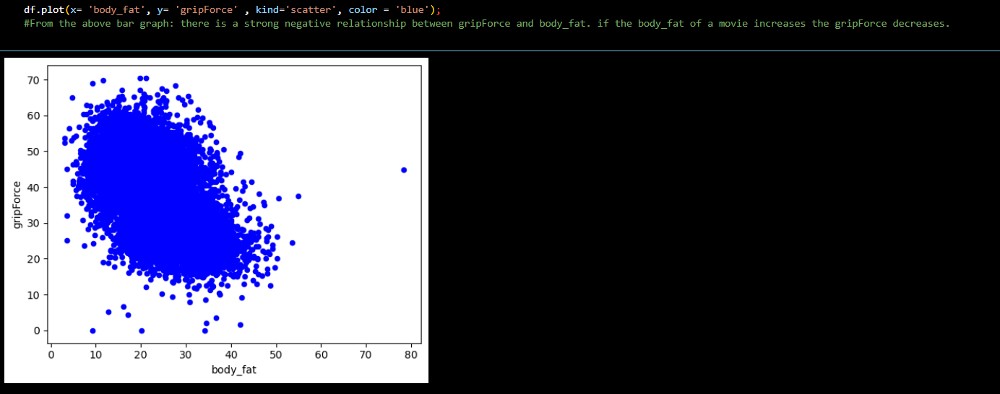 df.plot(x= 'body_fat', y= 'gripForce' , kind='scatter', color = 'blue');
#From the above bar graph: there is a strong negative relationship between gripForce and body_fat. if the body_fat of a movie increases the gripForce decreases.
70
60
50
40
30
20
10
0
gripForce
0 10 20 30 40 50 60 70 80
body_fat